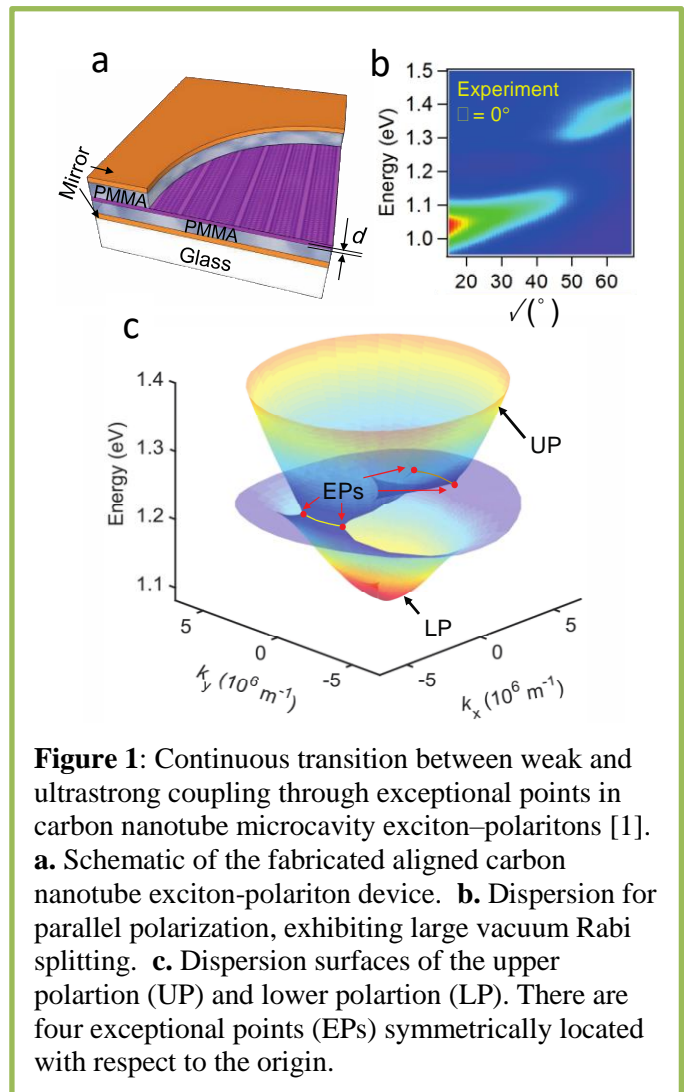 a
Mirror
PMMA
PMMA
d
Glass
b
Experiment
□ = 0°
Energy (eV)
1.5
1.4
1.3
1.2
1.1
1.0
20 30 40 50 60
√(°)
c
Energy (eV)
1.4
1.3
1.2
1.1
UP
EPs
LP
5 0 -5
k_y (10⁶ m⁻¹)
-5 0 5
k_x (10⁶ m⁻¹)
Figure 1: Continuous transition between weak and
ultrastrong coupling through exceptional points in
carbon nanotube microcavity exciton–polaritons [1].
a. Schematic of the fabricated aligned carbon
nanotube exciton-polariton device. b. Dispersion for
parallel polarization, exhibiting large vacuum Rabi
splitting. c. Dispersion surfaces of the upper
polartion (UP) and lower polartion (LP). There are
four exceptional points (EPs) symmetrically located
with respect to the origin.